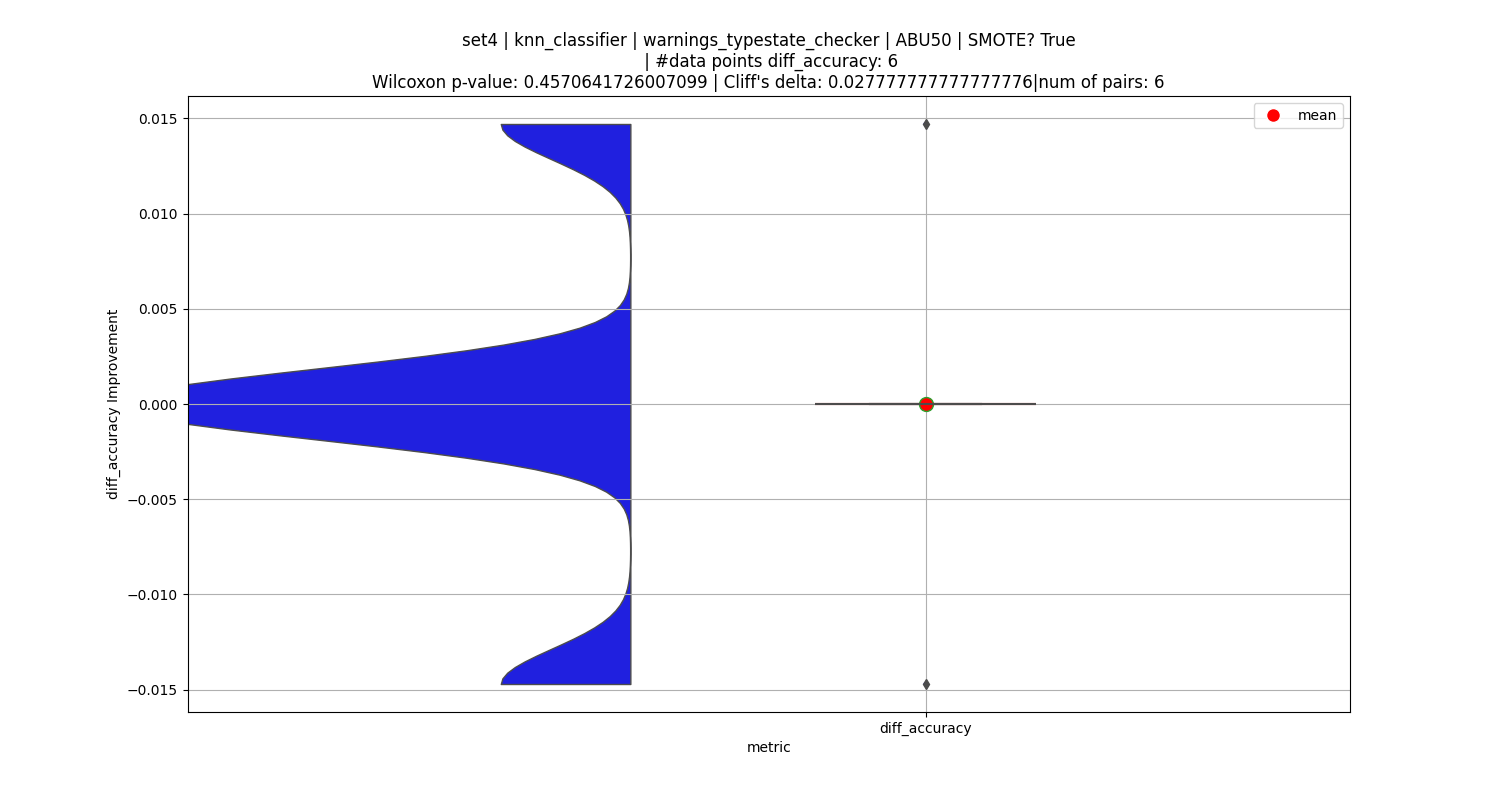 set4 | knn_classifier | warnings_typestate_checker | ABU50 | SMOTE? True
| #data points diff_accuracy: 6
Wilcoxon p-value: 0.4570641726007099 | Cliff's delta: 0.027777777777777776|num of pairs: 6
mean
0.015
0.010
0.005
0.000
−0.005
−0.010
−0.015
diff_accuracy Improvement
diff_accuracy
metric